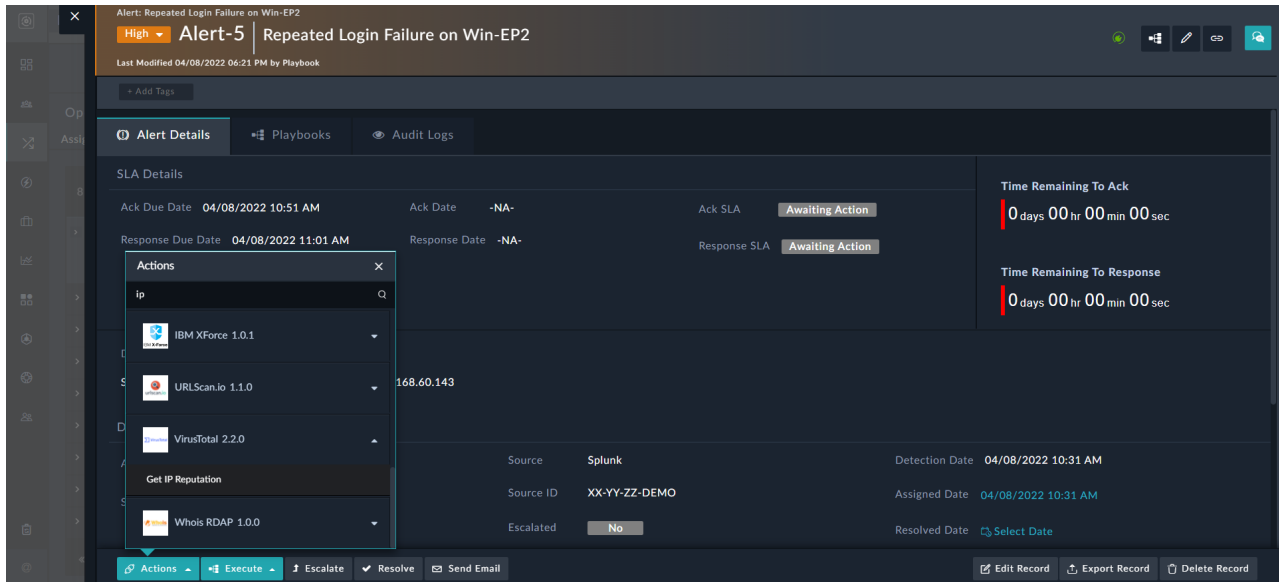 Alert: Repeated Login Failure on Win-EP2
High Alert-5 Repeated Login Failure on Win-EP2
Last Modified 04/08/2022 06:21 PM by Playbook
+ Add Tags
Alert Details Playbooks Audit Logs
SLA Details
Ack Due Date 04/08/2022 10:51 AM Ack Date -NA- Ack SLA Awaiting Action
Response Due Date 04/08/2022 11:01 AM Response Date -NA- Response SLA Awaiting Action
Time Remaining To Ack
0 days 00 hr 00 min 00 sec
Time Remaining To Response
0 days 00 hr 00 min 00 sec
Actions
ip
IBM XForce 1.0.1
URLScan.io 1.1.0
168.60.143
VirusTotal 2.2.0
Get IP Reputation
Whois RDAP 1.0.0
Source Splunk Detection Date 04/08/2022 10:31 AM
Source ID XX-YY-ZZ-DEMO Assigned Date 04/08/2022 10:31 AM
Escalated No Resolved Date Select Date
Actions Execute Escalate Resolve Send Email Edit Record Export Record Delete Record